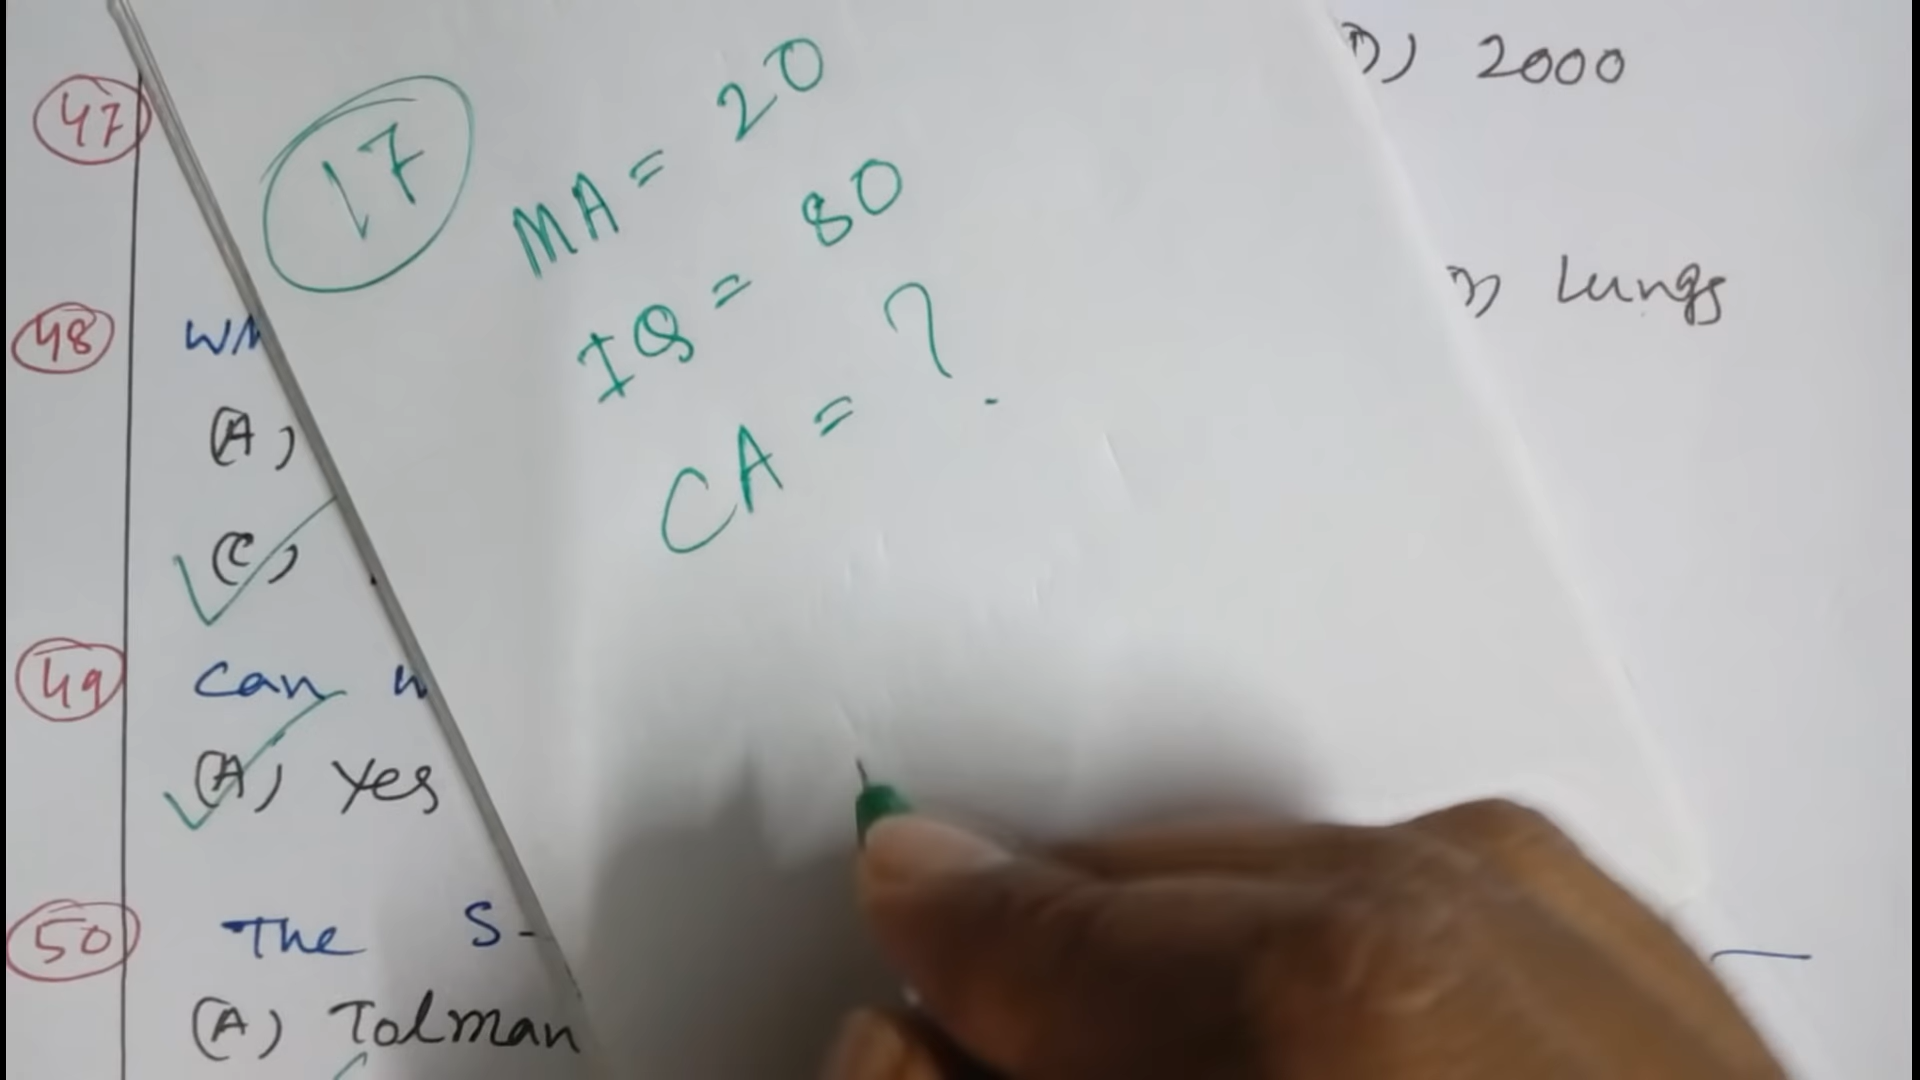 17
MA = 20
IQ = 80
CA = ?
D) 2000
D) Lungs
47
48
(A)
(C)
49 Can
(A) Yes
50 The S-
(A) Tolman